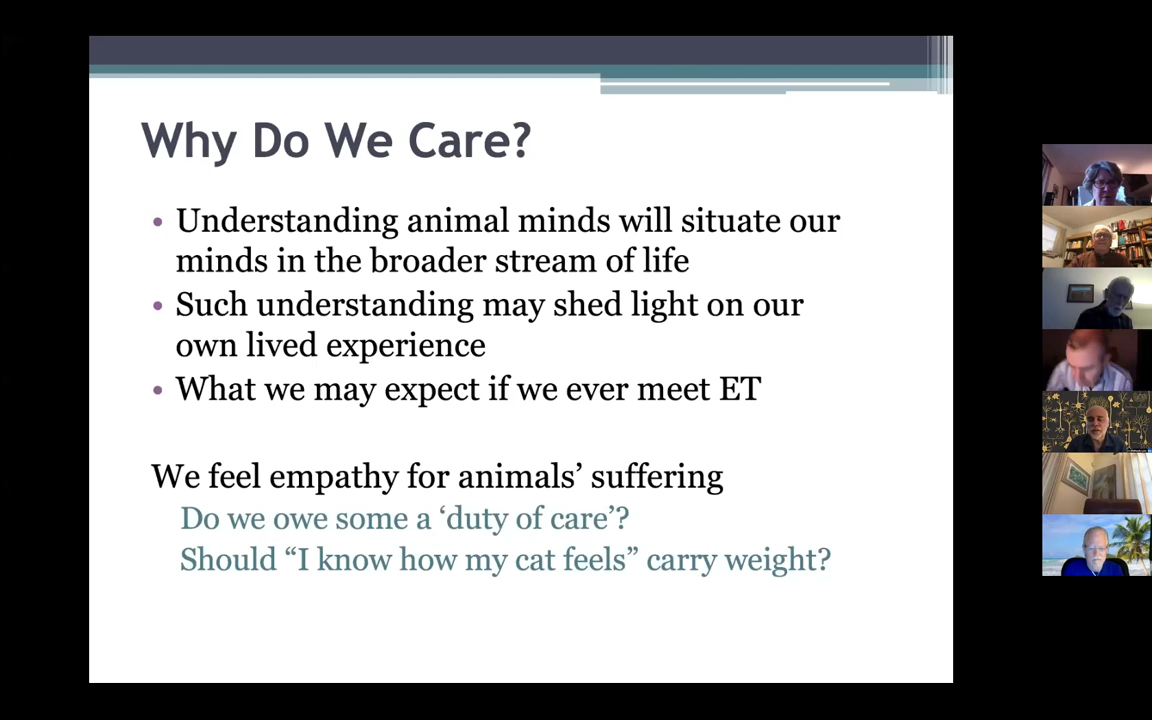 Why Do We Care?
• Understanding animal minds will situate our
minds in the broader stream of life
• Such understanding may shed light on our
own lived experience
• What we may expect if we ever meet ET
We feel empathy for animals’ suffering
Do we owe some a ‘duty of care’?
Should “I know how my cat feels” carry weight?